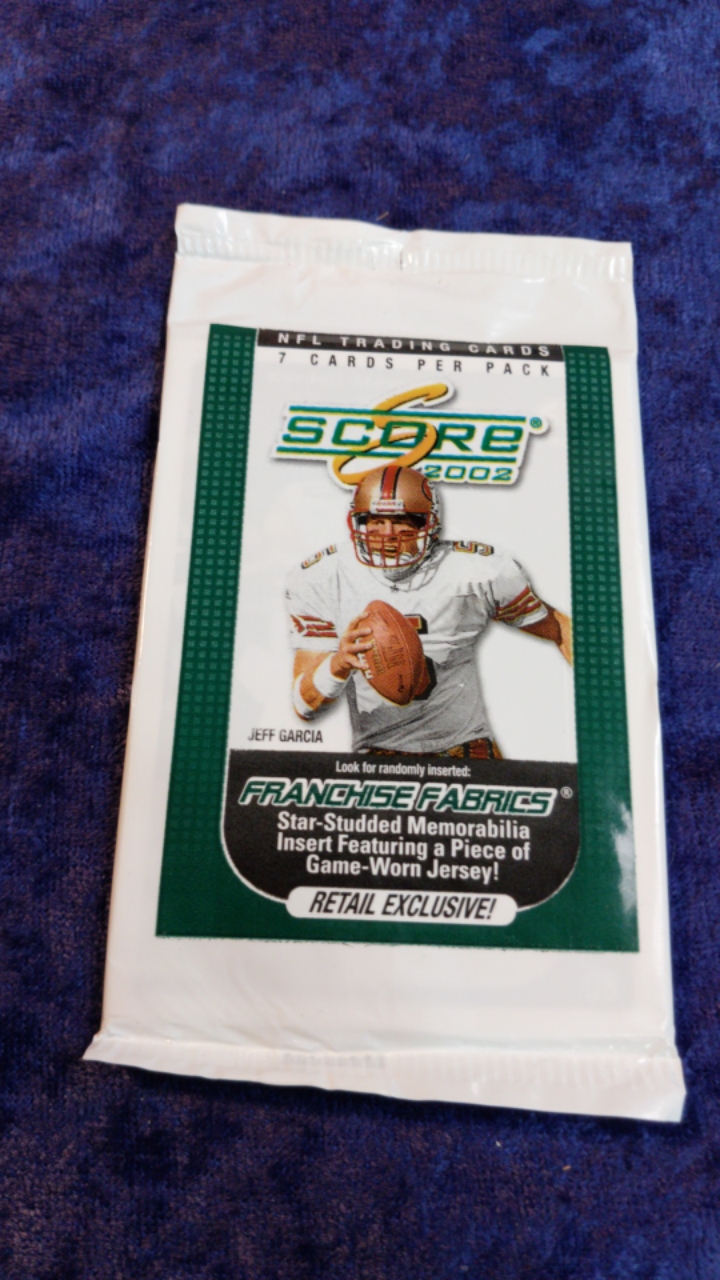 NFL TRADING CARDS
7 CARDS PER PACK
SCORE®
2002
JEFF GARCIA
Look for randomly inserted:
FRANCHISE FABRICS®
Star-Studded Memorabilia
Insert Featuring a Piece of
Game-Worn Jersey!
RETAIL EXCLUSIVE!